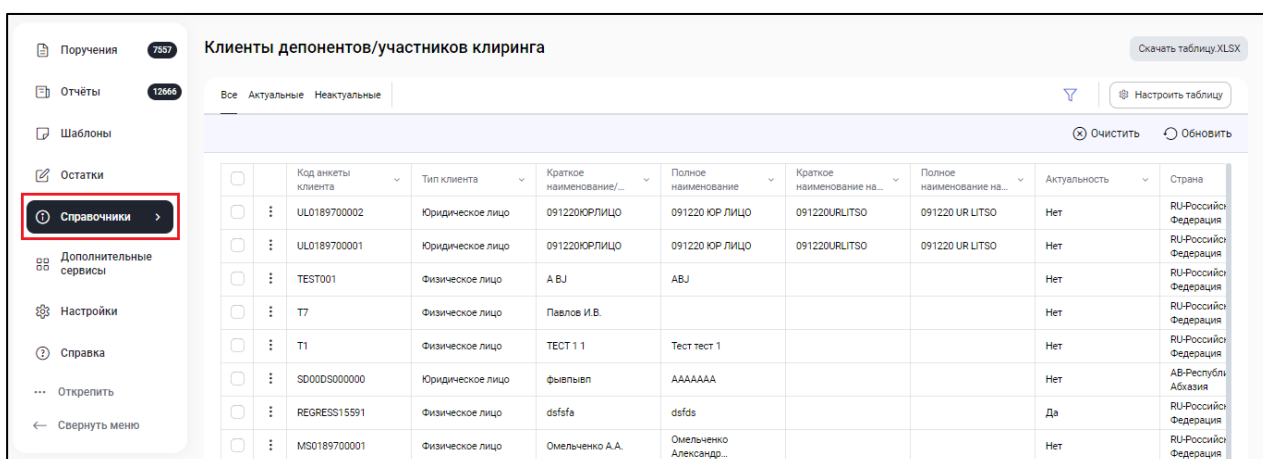 Поручения 7557
Отчёты 12666
Шаблоны
Остатки
Справочники
Дополнительные
сервисы
Настройки
Справка
Открепить
Свернуть меню
Клиенты депонентов/участников клиринга
Скачать таблицу.XLSX
Все Актуальные Неактуальные
Настроить таблицу
Очистить Обновить
Код анкеты
клиента
Тип клиента
Краткое
наименование/...
Полное
наименование
Краткое
наименование на...
Полное
наименование на...
Актуальность
Страна
UL0189700002 Юридическое лицо 091220ЮРЛИЦО 091220 ЮР ЛИЦО 091220URLITSO 091220 UR LITSO Нет RU-Российск
Федерация
UL0189700001 Юридическое лицо 091220ЮРЛИЦО 091220 ЮР ЛИЦО 091220URLITSO 091220 UR LITSO Нет RU-Российск
Федерация
TEST001 Физическое лицо A BJ ABJ Нет RU-Российск
Федерация
T7 Физическое лицо Павлов И.В. Нет RU-Российск
Федерация
T1 Физическое лицо ТЕСТ 1 1 Тест тест 1 Нет RU-Российск
Федерация
SD00DS000000 Юридическое лицо фывпывп AAAAAAA Нет AB-Республи
Абхазия
REGRESS15591 Физическое лицо dsfsfa dsfds Да RU-Российск
Федерация
MS0189700001 Физическое лицо Омельченко А.А. Омельченко
Александр...
Нет RU-Российск
Федерация